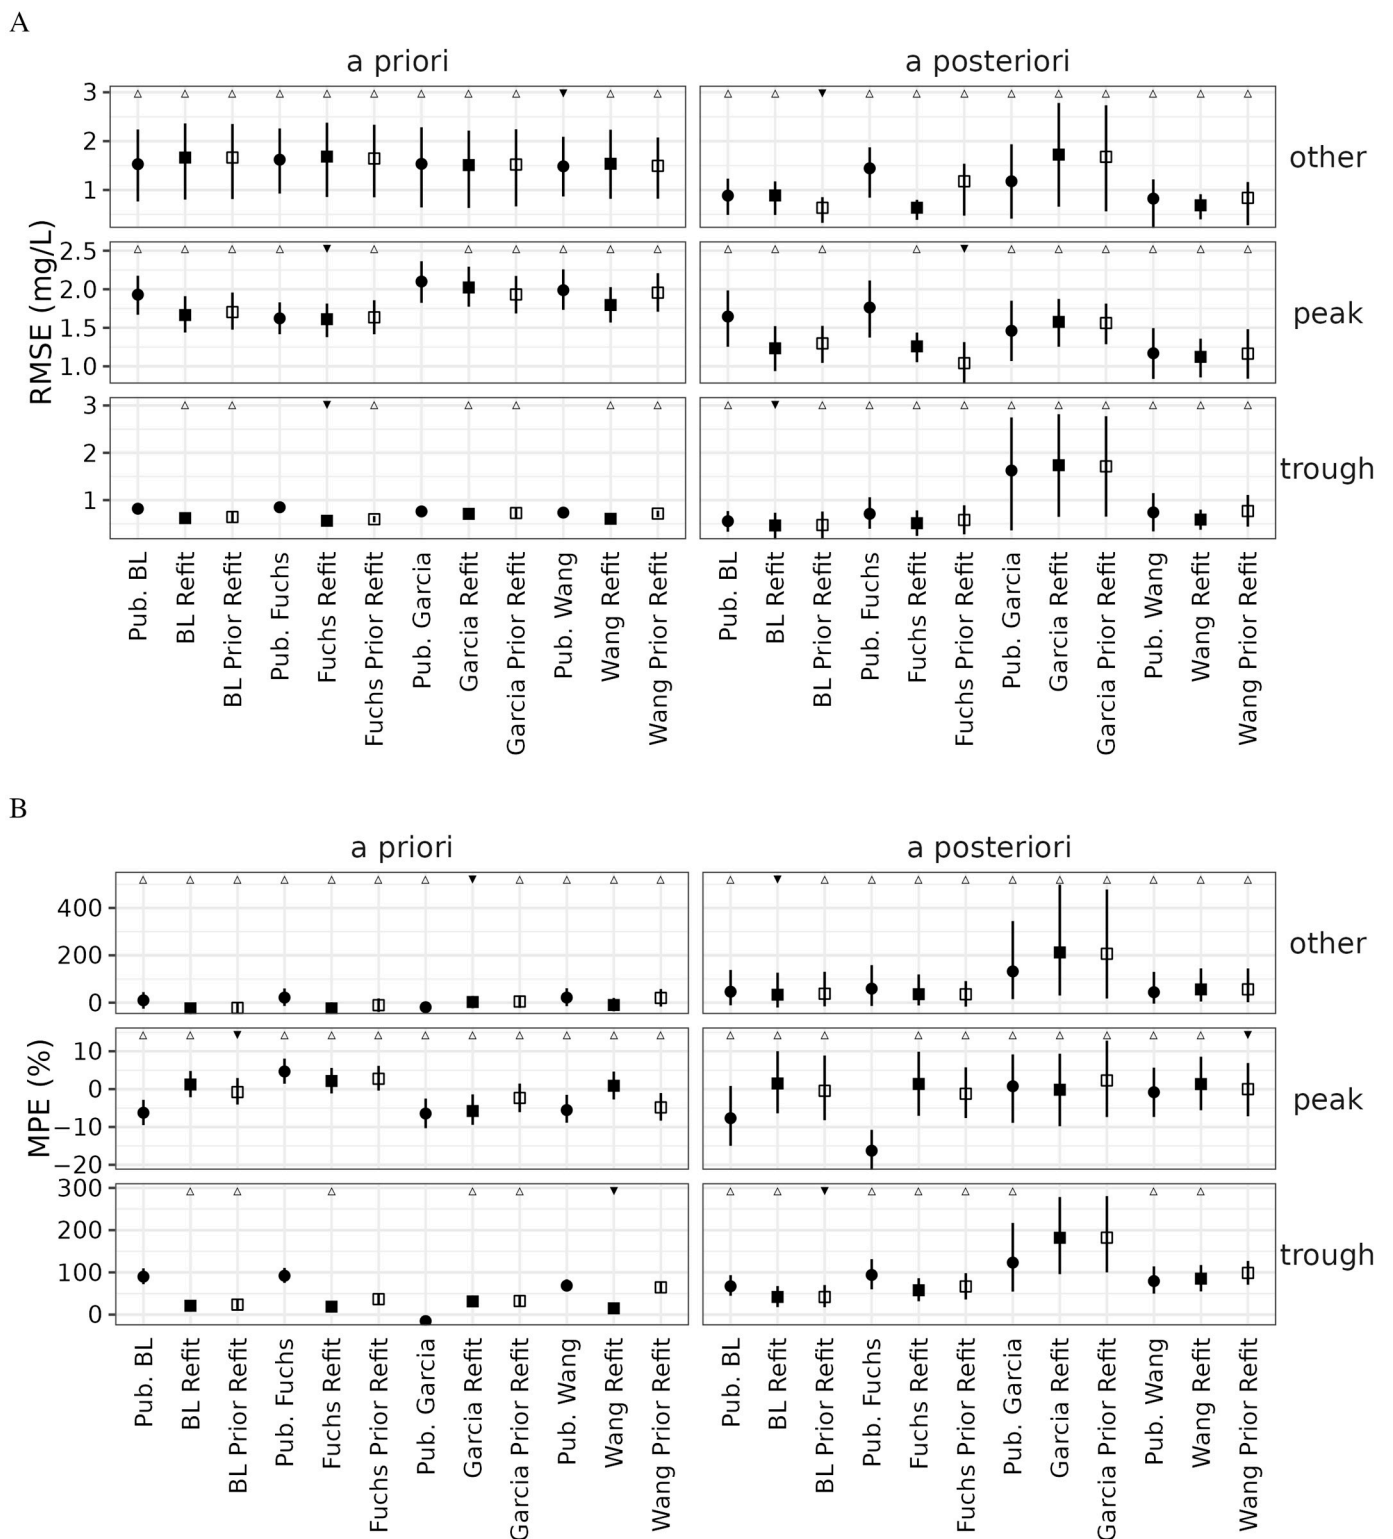 A
a priori
a posteriori
RMSE (mg/L)
3
2
1
other
2.5
2.0
1.5
1.0
peak
3
2
1
trough
Pub. BL
BL Refit
BL Prior Refit
Pub. Fuchs
Fuchs Refit
Fuchs Prior Refit
Pub. Garcia
Garcia Refit
Garcia Prior Refit
Pub. Wang
Wang Refit
Wang Prior Refit
Pub. BL
BL Refit
BL Prior Refit
Pub. Fuchs
Fuchs Refit
Fuchs Prior Refit
Pub. Garcia
Garcia Refit
Garcia Prior Refit
Pub. Wang
Wang Refit
Wang Prior Refit
B
a priori
a posteriori
MPE (%)
400
200
0
other
10
0
−10
−20
peak
300
200
100
0
trough
Pub. BL
BL Refit
BL Prior Refit
Pub. Fuchs
Fuchs Refit
Fuchs Prior Refit
Pub. Garcia
Garcia Refit
Garcia Prior Refit
Pub. Wang
Wang Refit
Wang Prior Refit
Pub. BL
BL Refit
BL Prior Refit
Pub. Fuchs
Fuchs Refit
Fuchs Prior Refit
Pub. Garcia
Garcia Refit
Garcia Prior Refit
Pub. Wang
Wang Refit
Wang Prior Refit